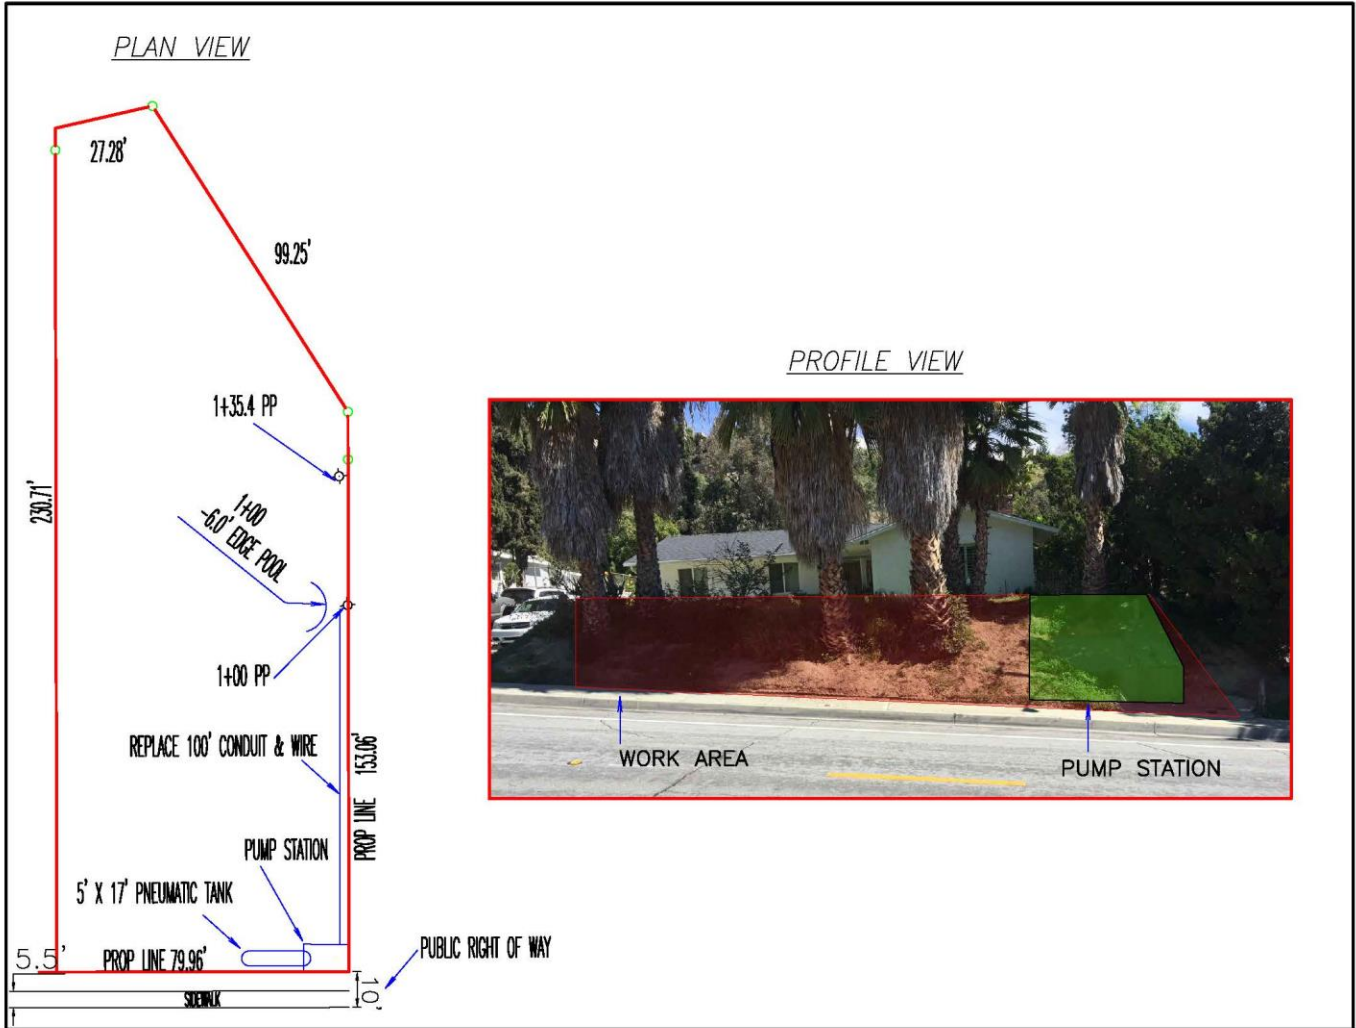 PLAN VIEW
27.28'
99.25'
PROFILE VIEW
1+35.4 PP
230.71'
1+00
-6.0' EDGE POOL
1+00 PP
REPLACE 100' CONDUIT & WIRE
PROP LINE 153.06'
WORK AREA
PUMP STATION
PUMP STATION
5' X 17' PNEUMATIC TANK
PUBLIC RIGHT OF WAY
5.5'
PROP LINE 79.96'
10'
SIDEWALK